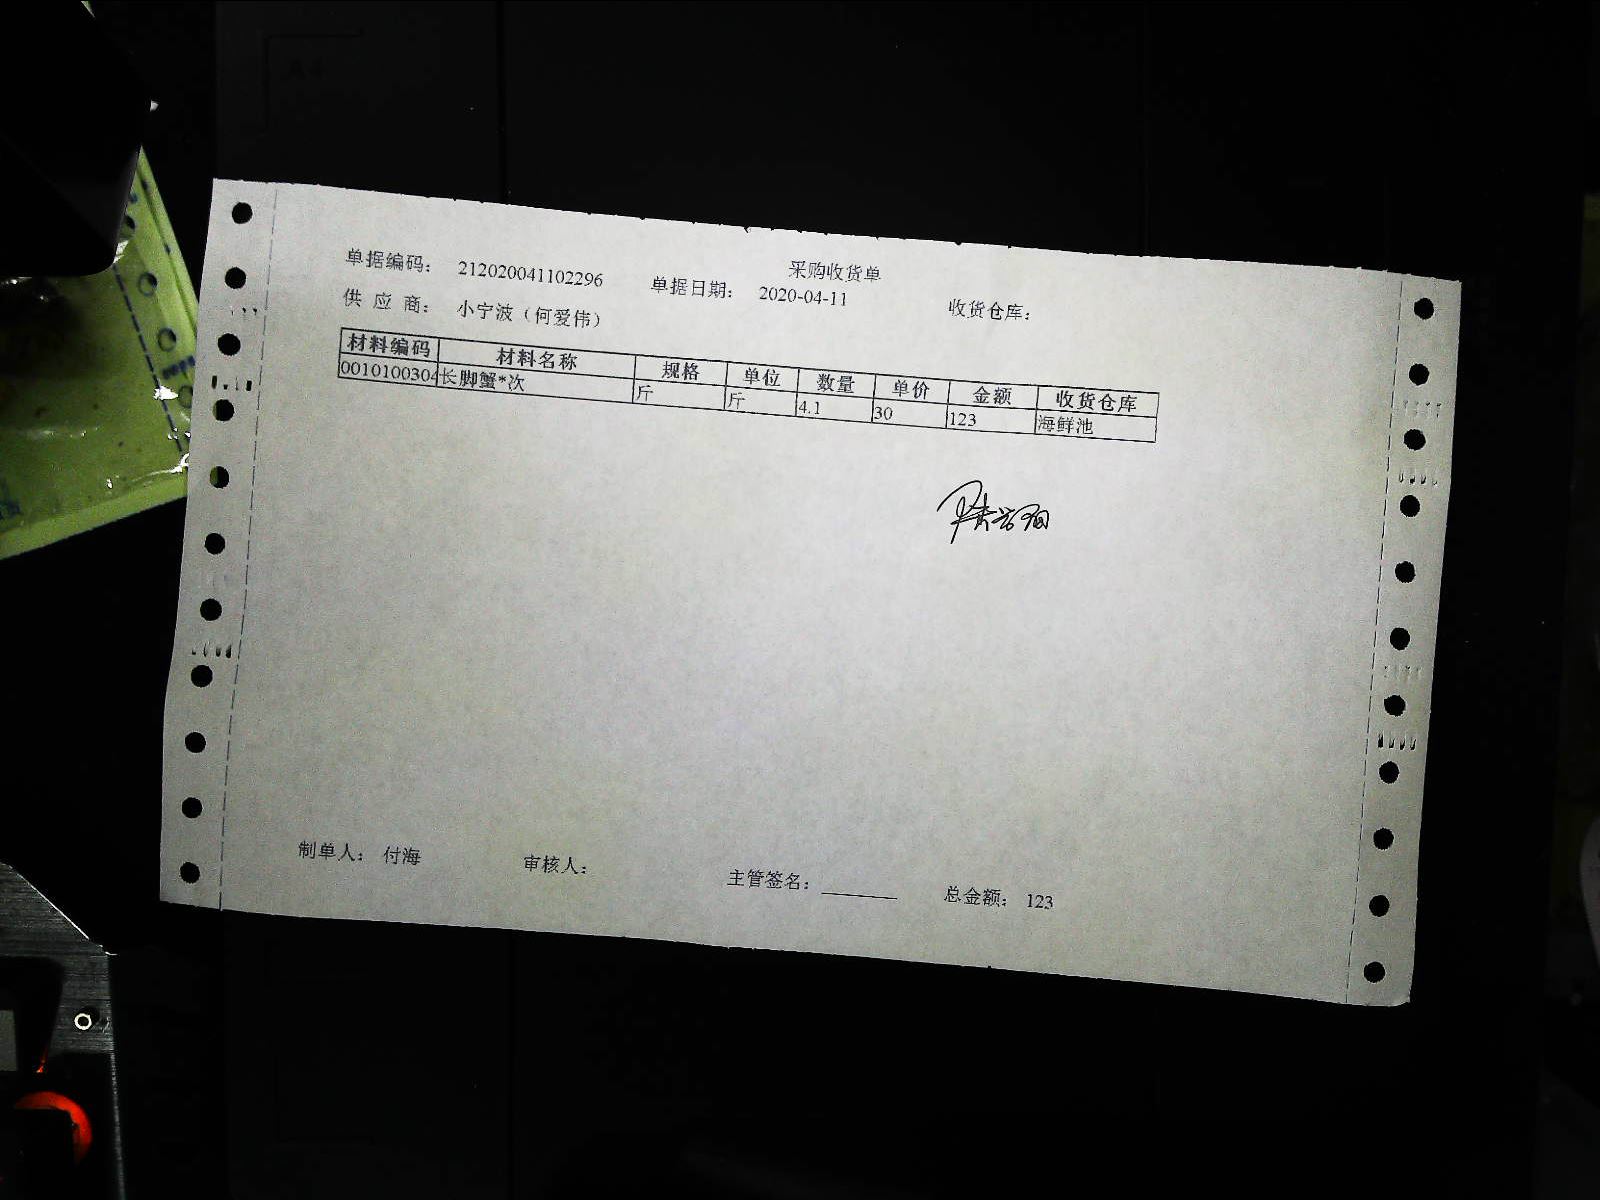 采购收货单
单据编码： 212020041102296 单据日期： 2020-04-11 收货仓库：
供 应 商： 小宁波（何爱伟）
材料编码 材料名称 规格 单位 数量 单价 金额 收货仓库
0010100304 长脚蟹*次 斤 斤 4.1 30 123 海鲜池
制单人： 付海 审核人： 主管签名： 总金额： 123